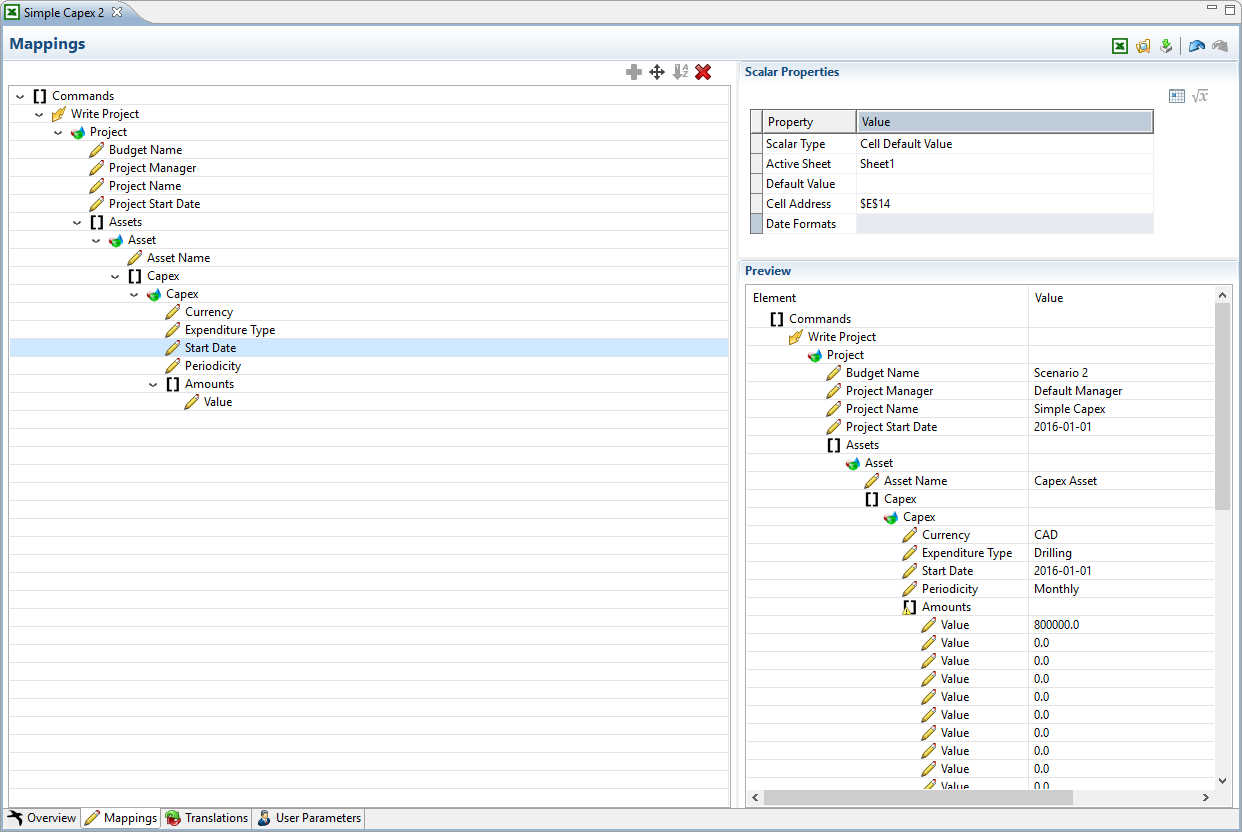 Simple Capex 2
Mappings
Commands
Write Project
Project
Budget Name
Project Manager
Project Name
Project Start Date
Assets
Asset
Asset Name
Capex
Capex
Currency
Expenditure Type
Start Date
Periodicity
Amounts
Value
Scalar Properties
Property Value
Scalar Type Cell Default Value
Active Sheet Sheet1
Default Value
Cell Address $E$14
Date Formats
Preview
Element Value
Commands
Write Project
Project
Budget Name Scenario 2
Project Manager Default Manager
Project Name Simple Capex
Project Start Date 2016-01-01
Assets
Asset
Asset Name Capex Asset
Capex
Capex
Currency CAD
Expenditure Type Drilling
Start Date 2016-01-01
Periodicity Monthly
Amounts
Value 800000.0
Value 0.0
Value 0.0
Value 0.0
Value 0.0
Value 0.0
Value 0.0
Value 0.0
Value 0.0
Value 0.0
Overview Mappings Translations User Parameters